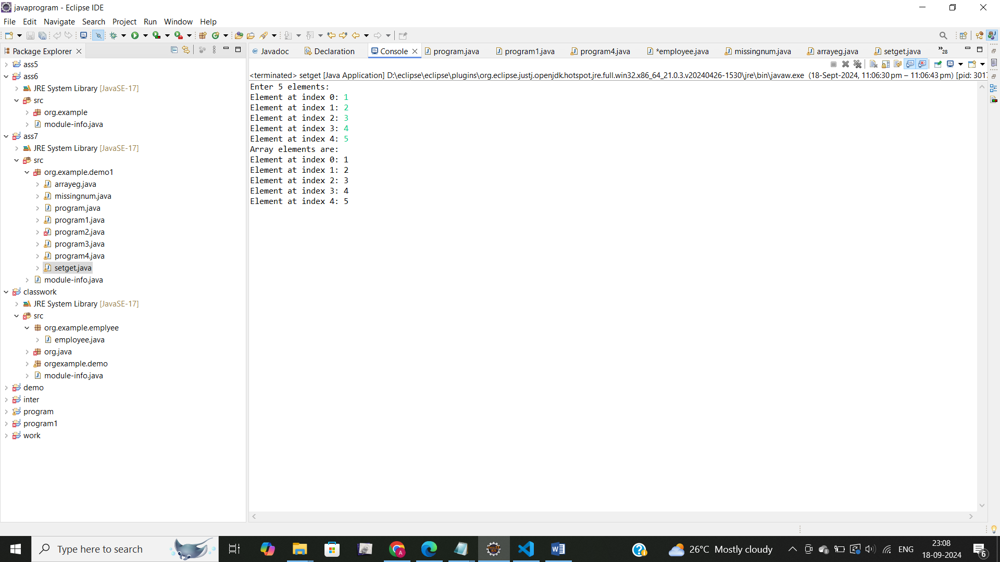 javaprogram - Eclipse IDE
File Edit Navigate Search Project Run Window Help
Package Explorer
ass5
ass6
JRE System Library [JavaSE-17]
src
org.example
module-info.java
ass7
JRE System Library [JavaSE-17]
src
org.example.demo1
arrayeg.java
missingnum.java
program.java
program1.java
program2.java
program3.java
program4.java
setget.java
module-info.java
classwork
JRE System Library [JavaSE-17]
src
org.example.emplyee
employee.java
org.java
orgexample.demo
module-info.java
demo
inter
program
program1
work
@ Javadoc Declaration Console program.java program1.java program4.java *employee.java missingnum.java arrayeg.java setget.java »28
<terminated> setget [Java Application] D:\eclipse\eclipse\plugins\org.eclipse.justj.openjdk.hotspot.jre.full.win32.x86_64_21.0.3.v20240426-1530\jre\bin\javaw.exe (18-Sept-2024, 11:06:30 pm – 11:06:43 pm) [pid: 3017
Enter 5 elements:
Element at index 0: 1
Element at index 1: 2
Element at index 2: 3
Element at index 3: 4
Element at index 4: 5
Array elements are:
Element at index 0: 1
Element at index 1: 2
Element at index 2: 3
Element at index 3: 4
Element at index 4: 5
Type here to search
26°C Mostly cloudy
ENG
23:08
18-09-2024
6